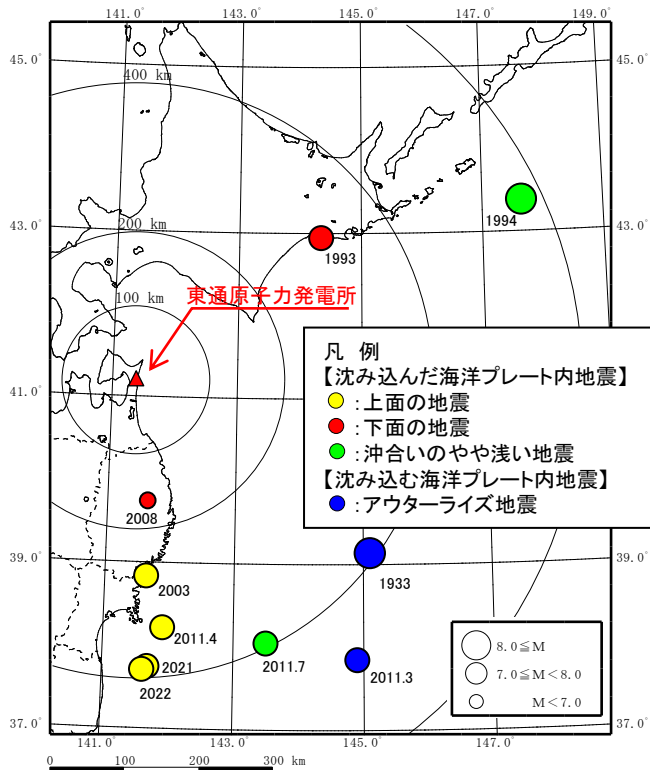 141.0° 143.0° 145.0° 147.0° 149.0°
45.0° 45.0°
400 km
1994
43.0° 43.0°
200 km
1993
100 km
東通原子力発電所
凡 例
【沈み込んだ海洋プレート内地震】
：上面の地震
：下面の地震
：沖合いのやや浅い地震
【沈み込む海洋プレート内地震】
：アウターライズ地震
41.0°
2008
39.0° 39.0°
2003
1933
2011.4
2021
2022
2011.7
2011.3
8.0≦M
7.0≦M＜8.0
M＜7.0
37.0° 37.0°
141.0° 143.0° 145.0° 147.0°
0 100 200 300 km